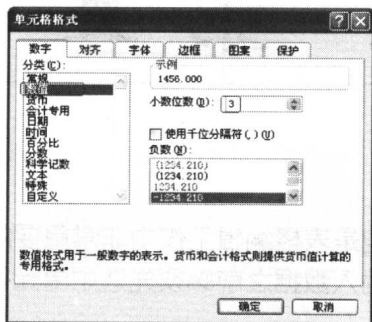 单元格格式
数字 对齐 字体 边框 图案 保护
分类(C):
常规
数值
货币
会计专用
日期
时间
百分比
分数
科学记数
文本
特殊
自定义
示例
1456.000
小数位数(D): 3
使用千位分隔符(,)(U)
负数(N):
(1234.210)
(1234.210)
1234.210
-1234.210
数值格式用于一般数字的表示。货币和会计格式则提供货币值计算的
专用格式。
确定 取消